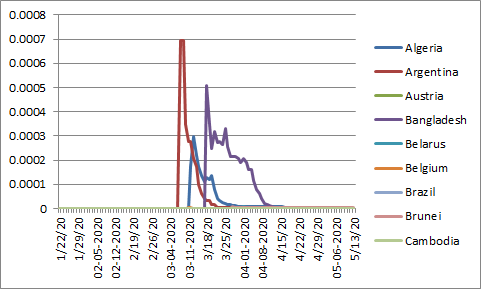 0.0008
0.0007
0.0006
0.0005
0.0004
0.0003
0.0002
0.0001
0
1/22/20
1/29/20
02-05-2020
02-12-2020
2/19/20
2/26/20
03-04-2020
03-11-2020
3/18/20
3/25/20
04-01-2020
04-08-2020
4/15/20
4/22/20
4/29/20
05-06-2020
5/13/20
Algeria
Argentina
Austria
Bangladesh
Belarus
Belgium
Brazil
Brunei
Cambodia